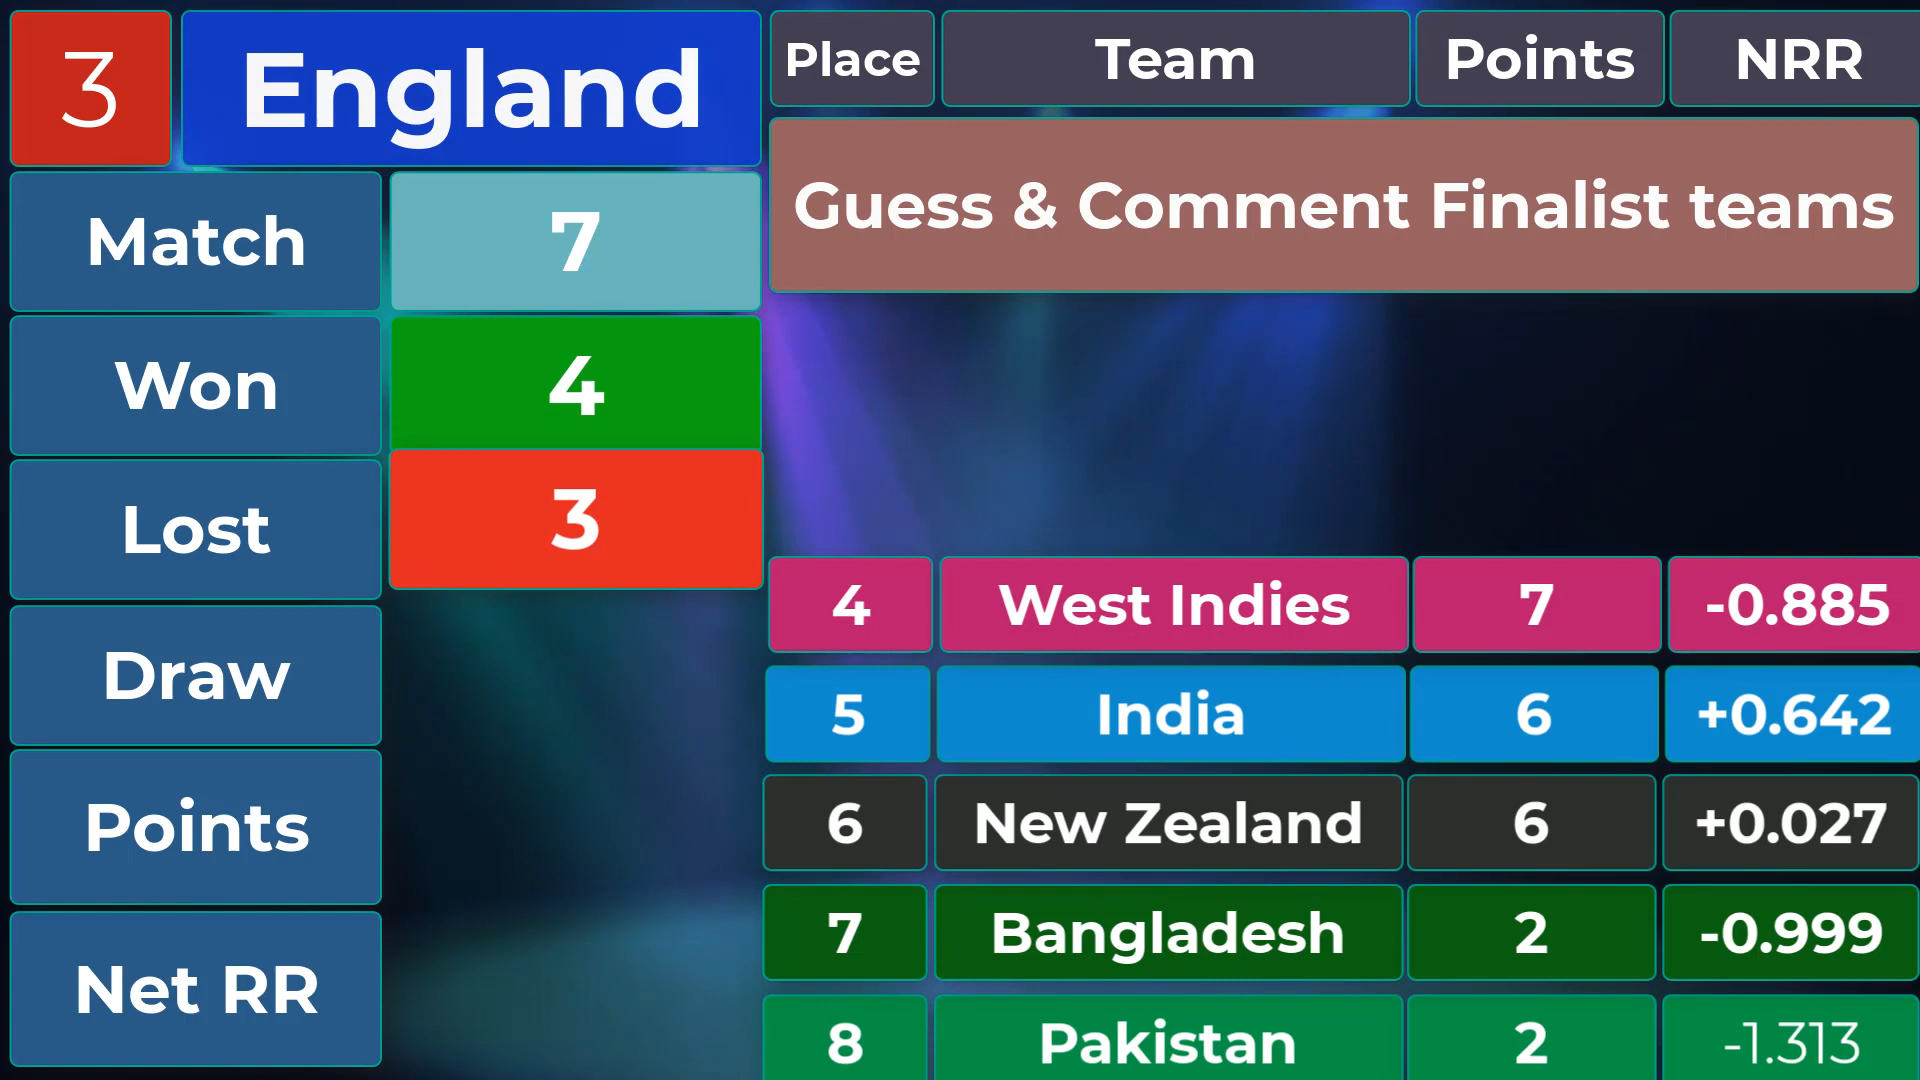 3 England
Match 7
Won 4
Lost 3
Draw
Points
Net RR
Place Team Points NRR
Guess & Comment Finalist teams
4 West Indies 7 -0.885
5 India 6 +0.642
6 New Zealand 6 +0.027
7 Bangladesh 2 -0.999
8 Pakistan 2 -1.313